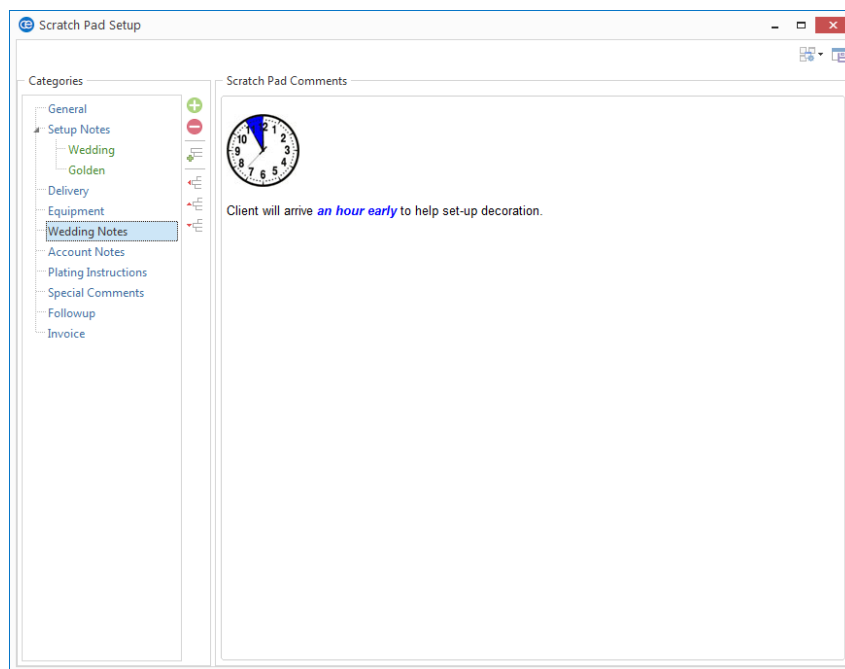 Scratch Pad Setup
Categories
Scratch Pad Comments
General
Setup Notes
Wedding
Golden
Delivery
Equipment
Wedding Notes
Account Notes
Plating Instructions
Special Comments
Followup
Invoice
12
1
2
3
4
5
6
7
8
9
10
11
Client will arrive an hour early to help set-up decoration.